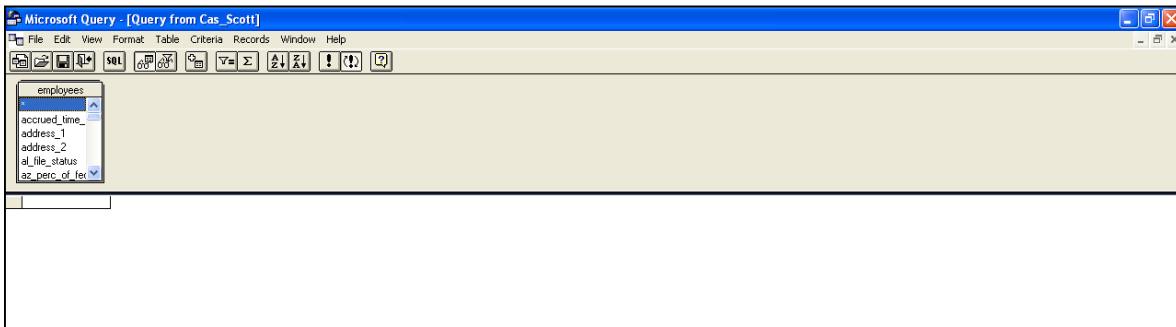 Microsoft Query - [Query from Cas_Scott]
File Edit View Format Table Criteria Records Window Help
SQL
employees
*
accrued_time_
address_1
address_2
al_file_status
az_perc_of_fec